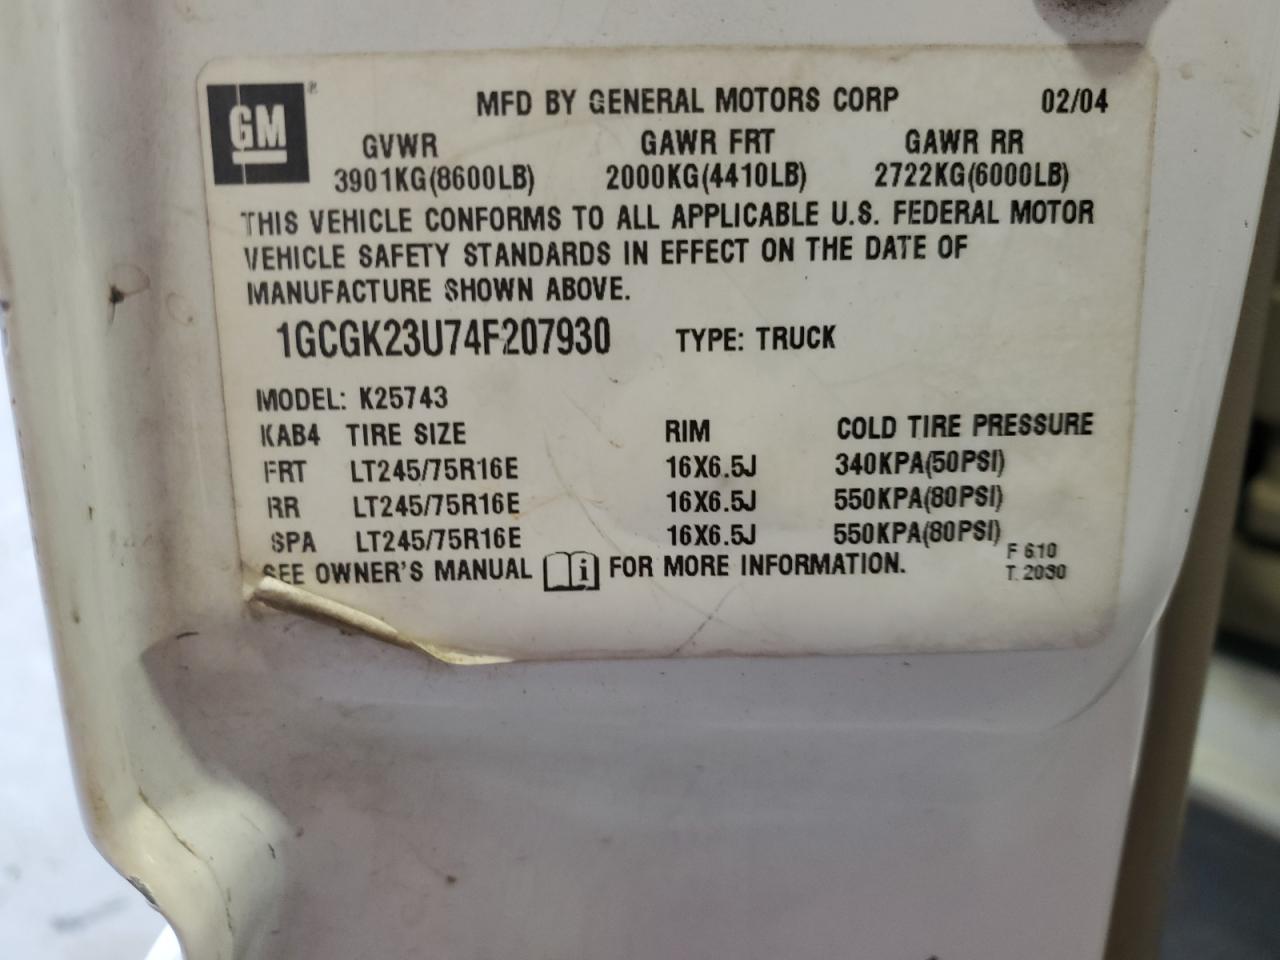 GM ®
MFD BY GENERAL MOTORS CORP 02/04
GVWR GAWR FRT GAWR RR
3901KG(8600LB) 2000KG(4410LB) 2722KG(6000LB)
THIS VEHICLE CONFORMS TO ALL APPLICABLE U.S. FEDERAL MOTOR
VEHICLE SAFETY STANDARDS IN EFFECT ON THE DATE OF
MANUFACTURE SHOWN ABOVE.
1GCGK23U74F207930 TYPE: TRUCK
MODEL: K25743
KAB4 TIRE SIZE RIM COLD TIRE PRESSURE
FRT LT245/75R16E 16X6.5J 340KPA(50PSI)
RR LT245/75R16E 16X6.5J 550KPA(80PSI)
SPA LT245/75R16E 16X6.5J 550KPA(80PSI)
SEE OWNER'S MANUAL i FOR MORE INFORMATION.
F 610
T. 2030